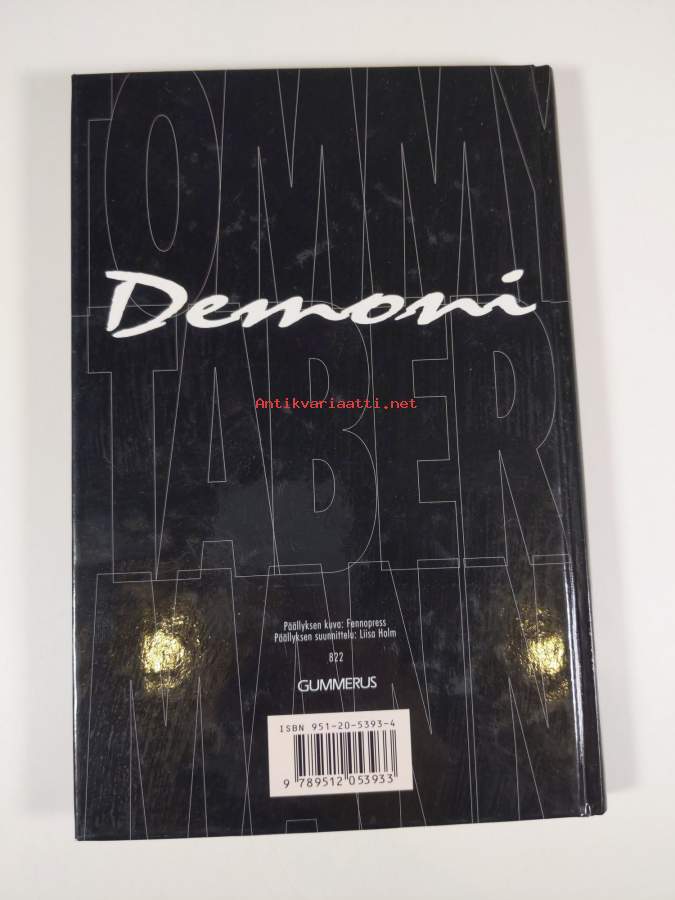 TOMMY
Demoni
TABER
Antikvariaatti.net
MANN
Päällyksen kuva: Fennopress
Päällyksen suunnittelu: Liisa Holm
822
GUMMERUS
ISBN 951-20-5393-4
9 789512 053933